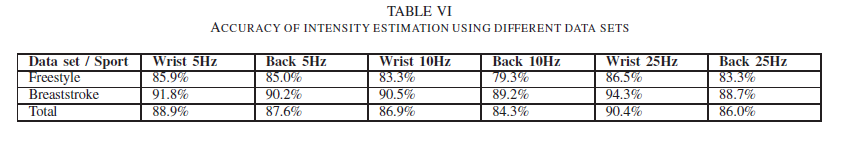 TABLE VI
ACCURACY OF INTENSITY ESTIMATION USING DIFFERENT DATA SETS
Data set / Sport Wrist 5Hz Back 5Hz Wrist 10Hz Back 10Hz Wrist 25Hz Back 25Hz
Freestyle 85.9% 85.0% 83.3% 79.3% 86.5% 83.3%
Breaststroke 91.8% 90.2% 90.5% 89.2% 94.3% 88.7%
Total 88.9% 87.6% 86.9% 84.3% 90.4% 86.0%